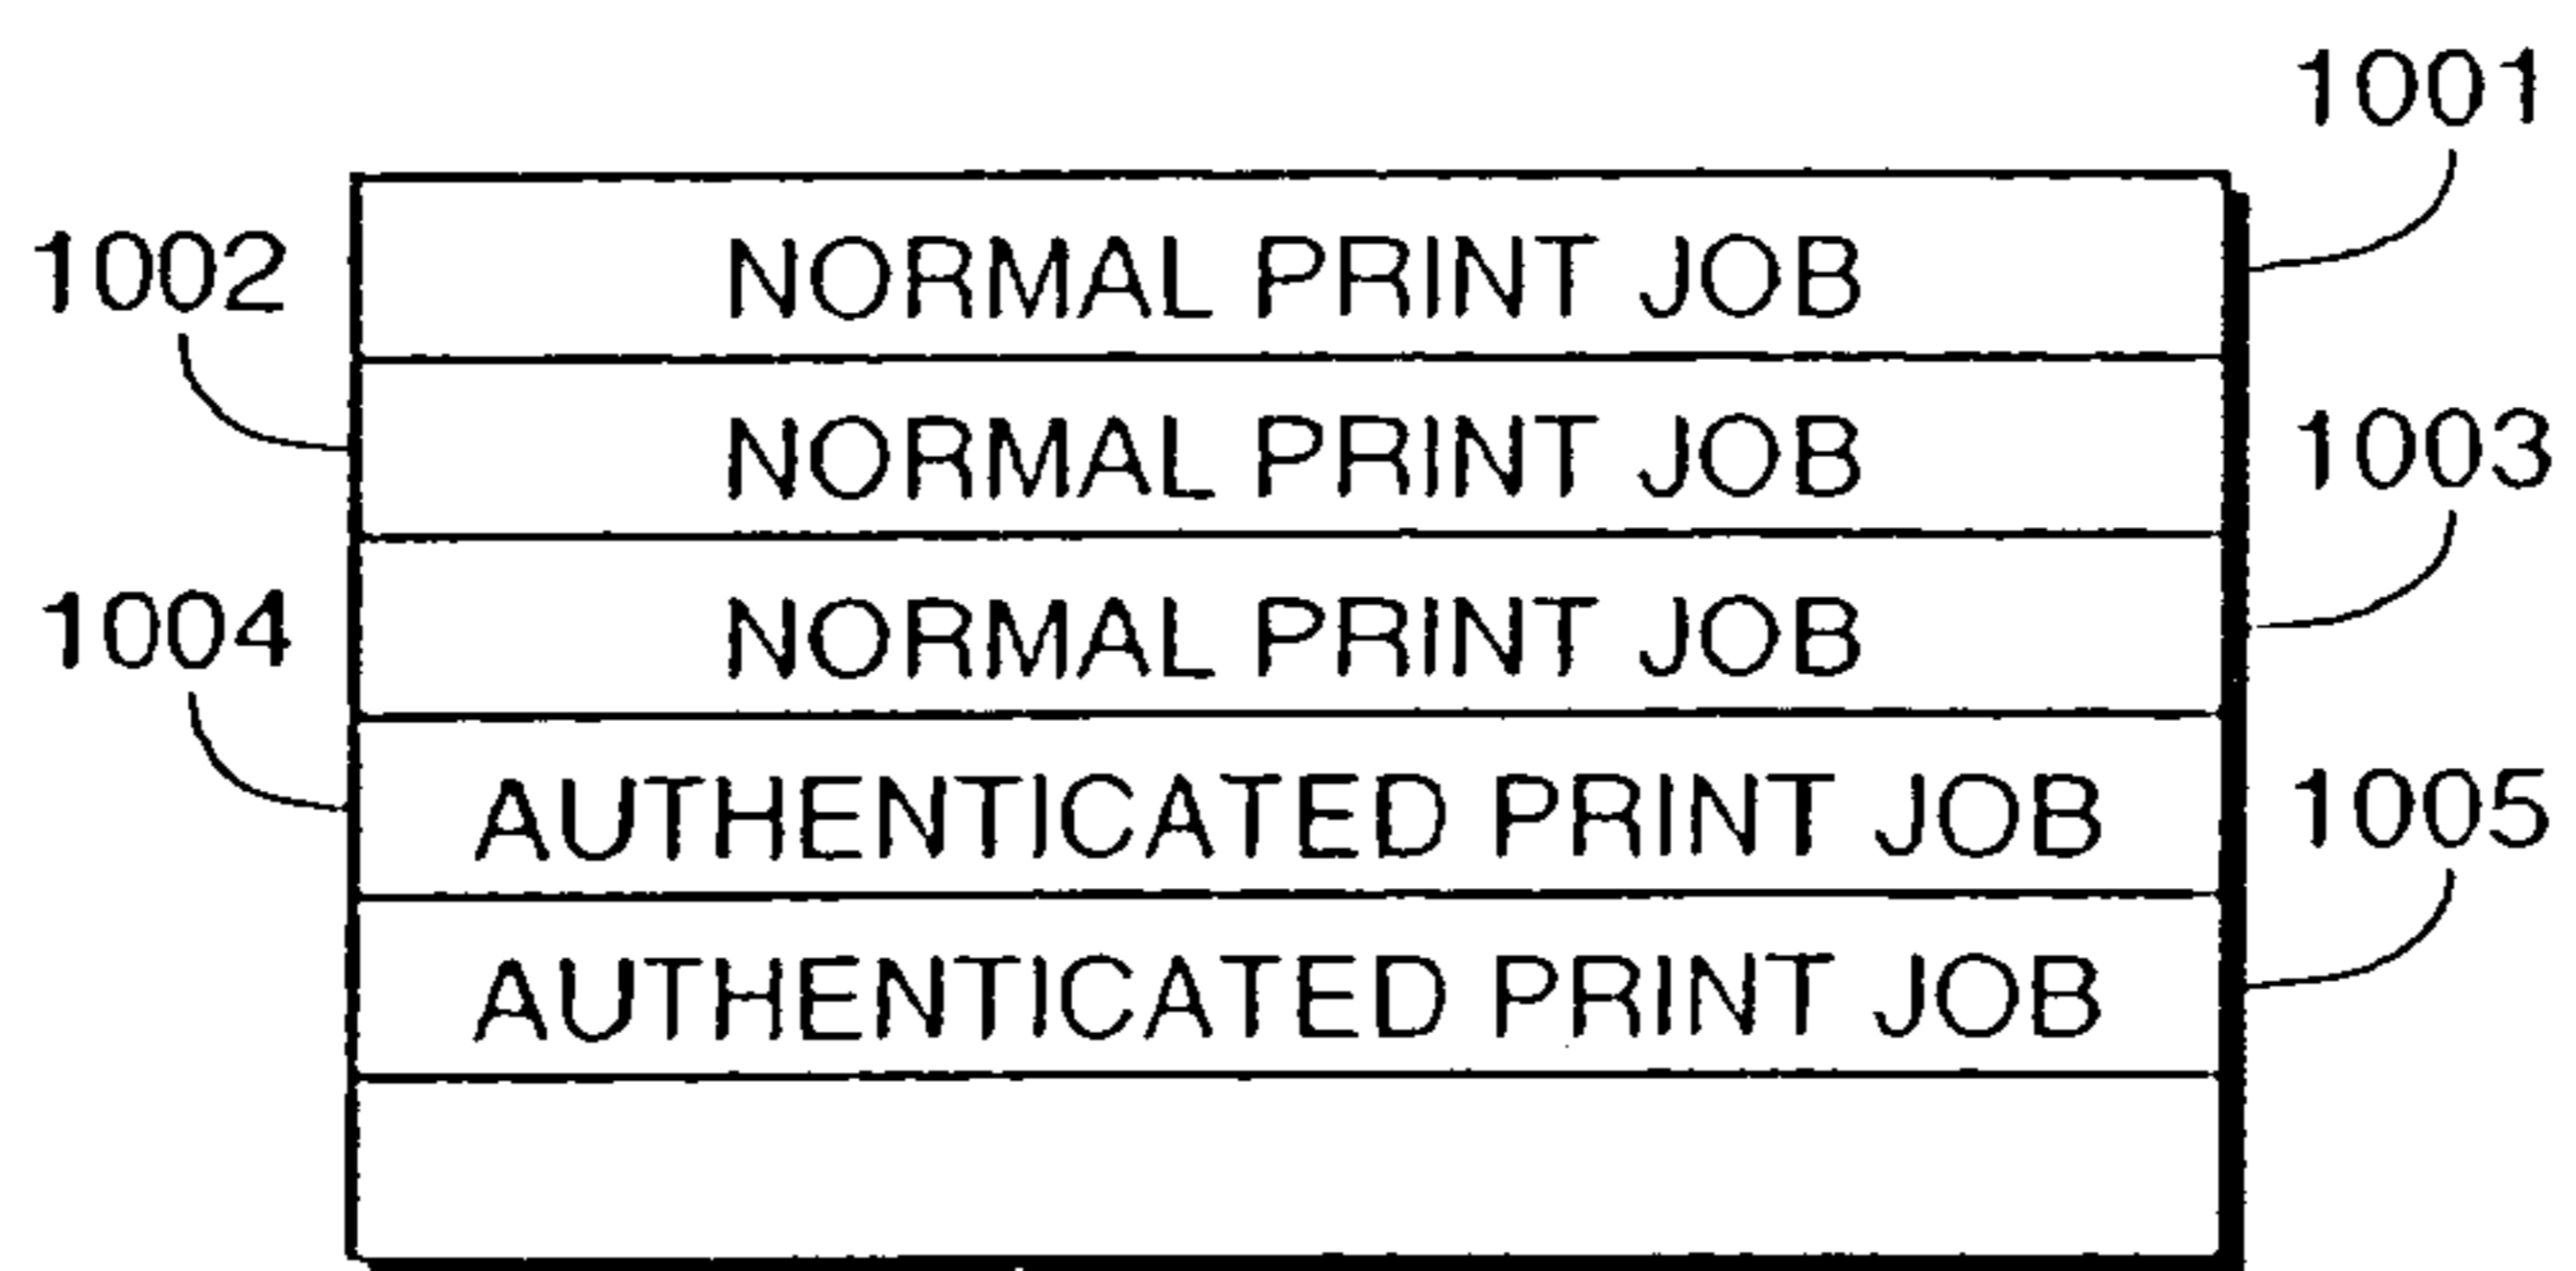 1001
NORMAL PRINT JOB
1002
NORMAL PRINT JOB
1003
NORMAL PRINT JOB
1004
AUTHENTICATED PRINT JOB
1005
AUTHENTICATED PRINT JOB